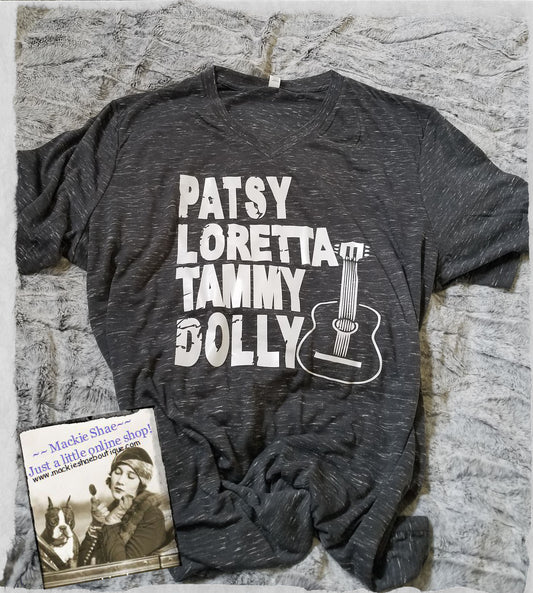 PATSY
LORETTA
TAMMY
DOLLY
~~ Mackie Shae~~
Just a little online shop!
www.mackieshaeboutique.com